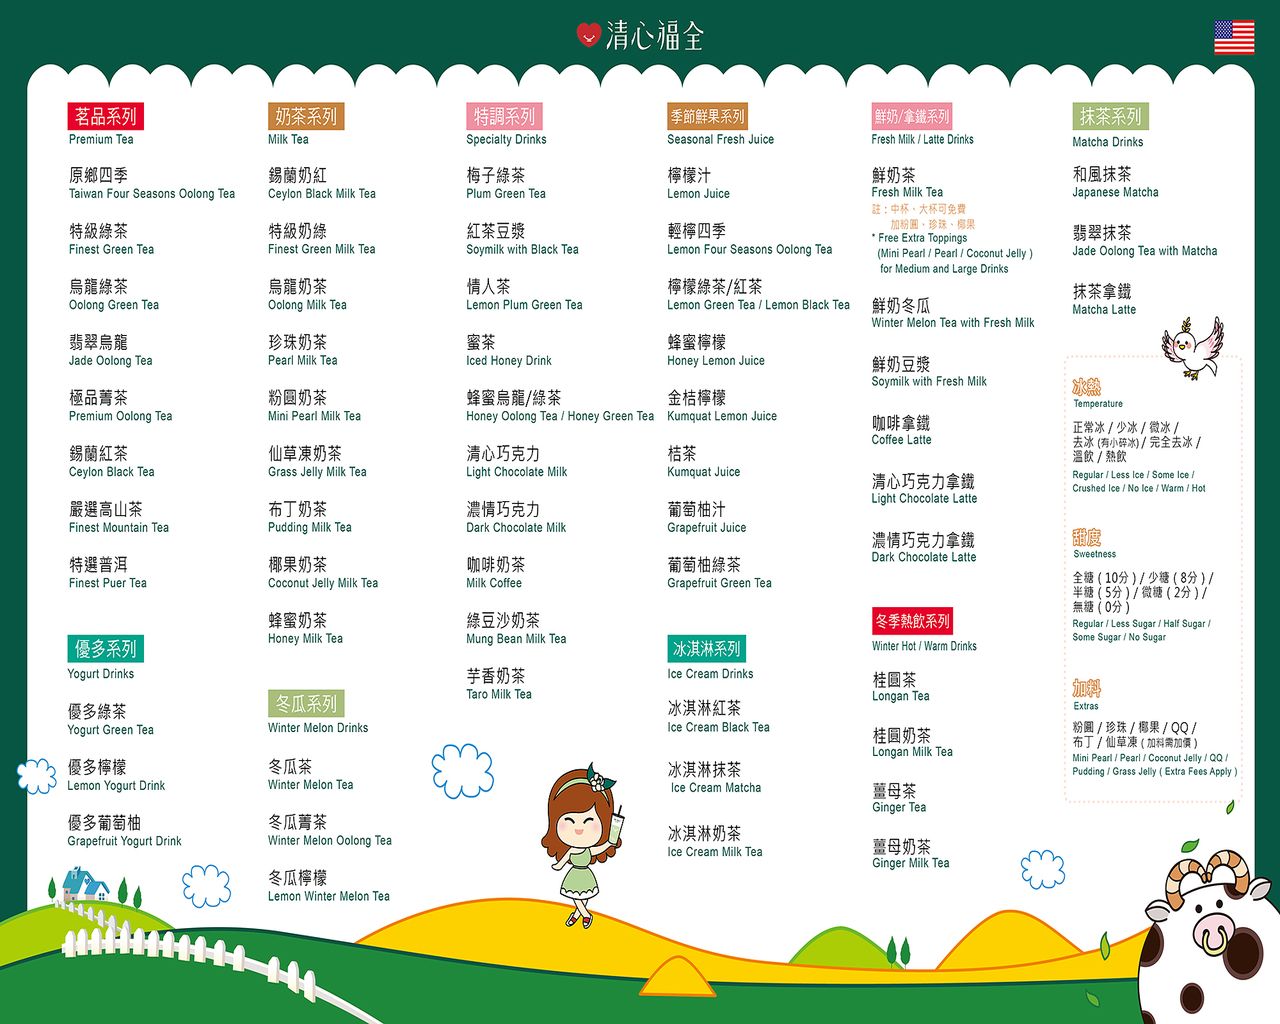 清心福全
茗品系列
Premium Tea
原鄉四季
Taiwan Four Seasons Oolong Tea
特級綠茶
Finest Green Tea
烏龍綠茶
Oolong Green Tea
翡翠烏龍
Jade Oolong Tea
極品菁茶
Premium Oolong Tea
錫蘭紅茶
Ceylon Black Tea
嚴選高山茶
Finest Mountain Tea
特選普洱
Finest Puer Tea
優多系列
Yogurt Drinks
優多綠茶
Yogurt Green Tea
優多檸檬
Lemon Yogurt Drink
優多葡萄柚
Grapefruit Yogurt Drink
奶茶系列
Milk Tea
錫蘭奶紅
Ceylon Black Milk Tea
特級奶綠
Finest Green Milk Tea
烏龍奶茶
Oolong Milk Tea
珍珠奶茶
Pearl Milk Tea
粉圓奶茶
Mini Pearl Milk Tea
仙草凍奶茶
Grass Jelly Milk Tea
布丁奶茶
Pudding Milk Tea
椰果奶茶
Coconut Jelly Milk Tea
蜂蜜奶茶
Honey Milk Tea
冬瓜系列
Winter Melon Drinks
冬瓜茶
Winter Melon Tea
冬瓜菁茶
Winter Melon Oolong Tea
冬瓜檸檬
Lemon Winter Melon Tea
特調系列
Specialty Drinks
梅子綠茶
Plum Green Tea
紅茶豆漿
Soymilk with Black Tea
情人茶
Lemon Plum Green Tea
蜜茶
Iced Honey Drink
蜂蜜烏龍/綠茶
Honey Oolong Tea / Honey Green Tea
清心巧克力
Light Chocolate Milk
濃情巧克力
Dark Chocolate Milk
咖啡奶茶
Milk Coffee
綠豆沙奶茶
Mung Bean Milk Tea
芋香奶茶
Taro Milk Tea
季節鮮果系列
Seasonal Fresh Juice
檸檬汁
Lemon Juice
輕檸四季
Lemon Four Seasons Oolong Tea
檸檬綠茶/紅茶
Lemon Green Tea / Lemon Black Tea
蜂蜜檸檬
Honey Lemon Juice
金桔檸檬
Kumquat Lemon Juice
桔茶
Kumquat Juice
葡萄柚汁
Grapefruit Juice
葡萄柚綠茶
Grapefruit Green Tea
冰淇淋系列
Ice Cream Drinks
冰淇淋紅茶
Ice Cream Black Tea
冰淇淋抹茶
Ice Cream Matcha
冰淇淋奶茶
Ice Cream Milk Tea
鮮奶/拿鐵系列
Fresh Milk / Latte Drinks
鮮奶茶
Fresh Milk Tea
註：中杯、大杯可免費
加粉圓、珍珠、椰果
* Free Extra Toppings
(Mini Pearl / Pearl / Coconut Jelly )
for Medium and Large Drinks
鮮奶冬瓜
Winter Melon Tea with Fresh Milk
鮮奶豆漿
Soymilk with Fresh Milk
咖啡拿鐵
Coffee Latte
清心巧克力拿鐵
Light Chocolate Latte
濃情巧克力拿鐵
Dark Chocolate Latte
冬季熱飲系列
Winter Hot / Warm Drinks
桂圓茶
Longan Tea
桂圓奶茶
Longan Milk Tea
薑母茶
Ginger Tea
薑母奶茶
Ginger Milk Tea
抹茶系列
Matcha Drinks
和風抹茶
Japanese Matcha
翡翠抹茶
Jade Oolong Tea with Matcha
抹茶拿鐵
Matcha Latte
冰熱
Temperature
正常冰 / 少冰 / 微冰 /
去冰 (有小碎冰) / 完全去冰 /
溫飲 / 熱飲
Regular / Less Ice / Some Ice /
Crushed Ice / No Ice / Warm / Hot
甜度
Sweetness
全糖 ( 10分 ) / 少糖 ( 8分 ) /
半糖 ( 5分 ) / 微糖 ( 2分 ) /
無糖 ( 0分 )
Regular / Less Sugar / Half Sugar /
Some Sugar / No Sugar
加料
Extras
粉圓 / 珍珠 / 椰果 / QQ /
布丁 / 仙草凍 ( 加料需加價 )
Mini Pearl / Pearl / Coconut Jelly / QQ /
Pudding / Grass Jelly ( Extra Fees Apply )